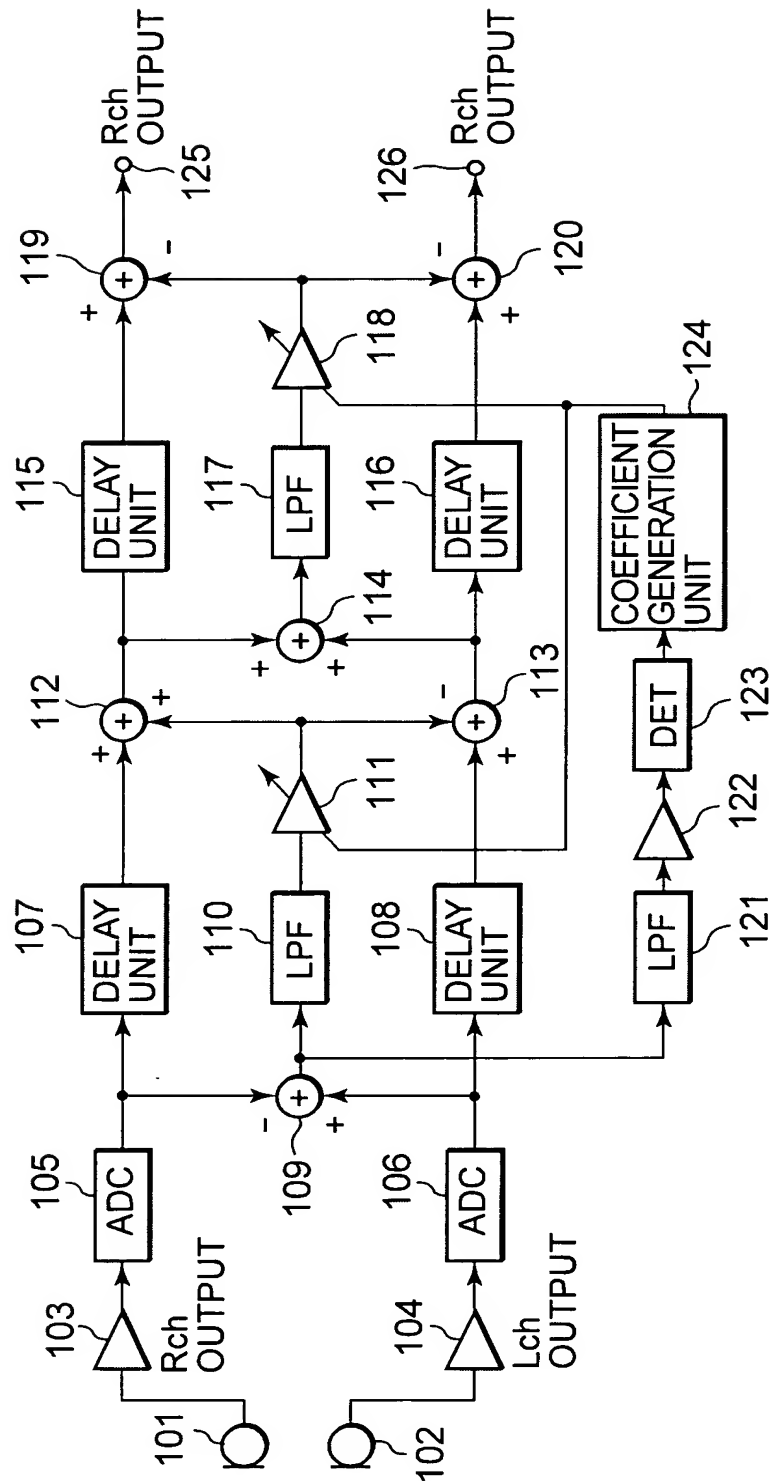 101
102
103
Rch
OUTPUT
104
Lch
OUTPUT
105
ADC
106
ADC
-
+
+
109
107
DELAY
UNIT
110
LPF
108
DELAY
UNIT
121
LPF
111
122
112
+
+
+
-
+
+
113
DET
123
+
+
+
114
115
DELAY
UNIT
117
LPF
116
DELAY
UNIT
COEFFICIENT
GENERATION
UNIT
124
118
119
+
+
-
-
+
+
120
Rch
OUTPUT
125
Rch
OUTPUT
126